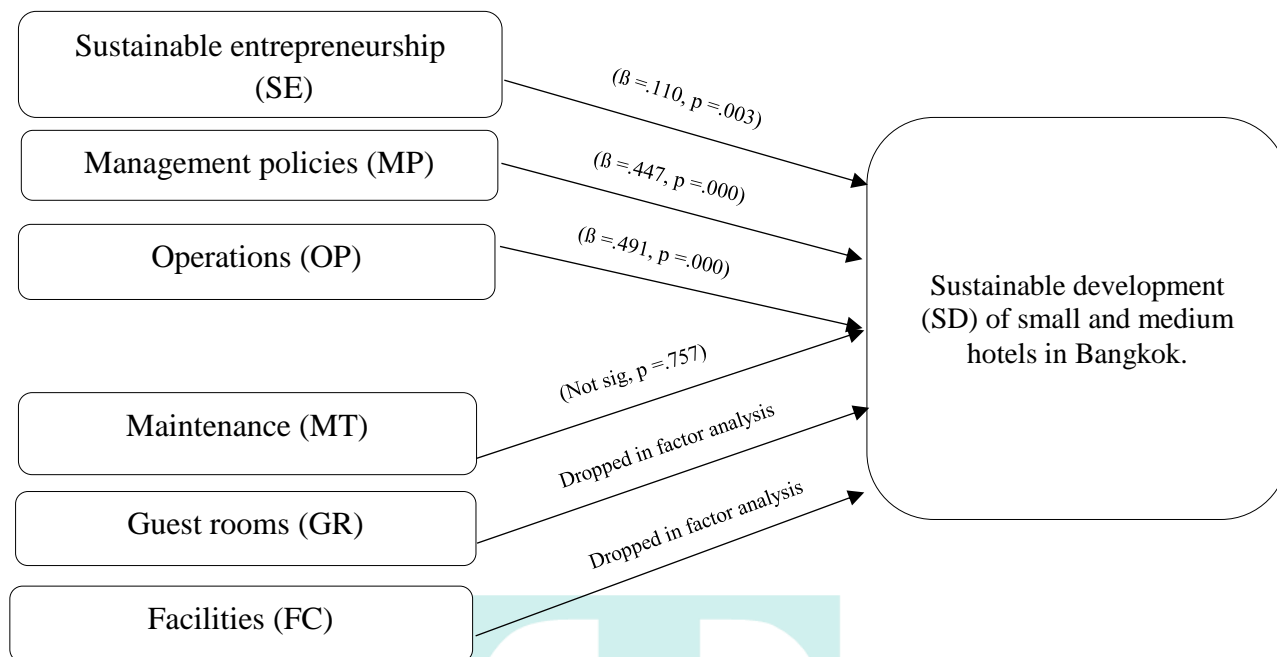 Sustainable entrepreneurship
(SE)
(ß =.110, p =.003)
Management policies (MP)
(ß =.447, p =.000)
Operations (OP)
(ß =.491, p =.000)
Sustainable development
(SD) of small and medium
hotels in Bangkok.
Maintenance (MT)
(Not sig, p =.757)
Guest rooms (GR)
Dropped in factor analysis
Facilities (FC)
Dropped in factor analysis